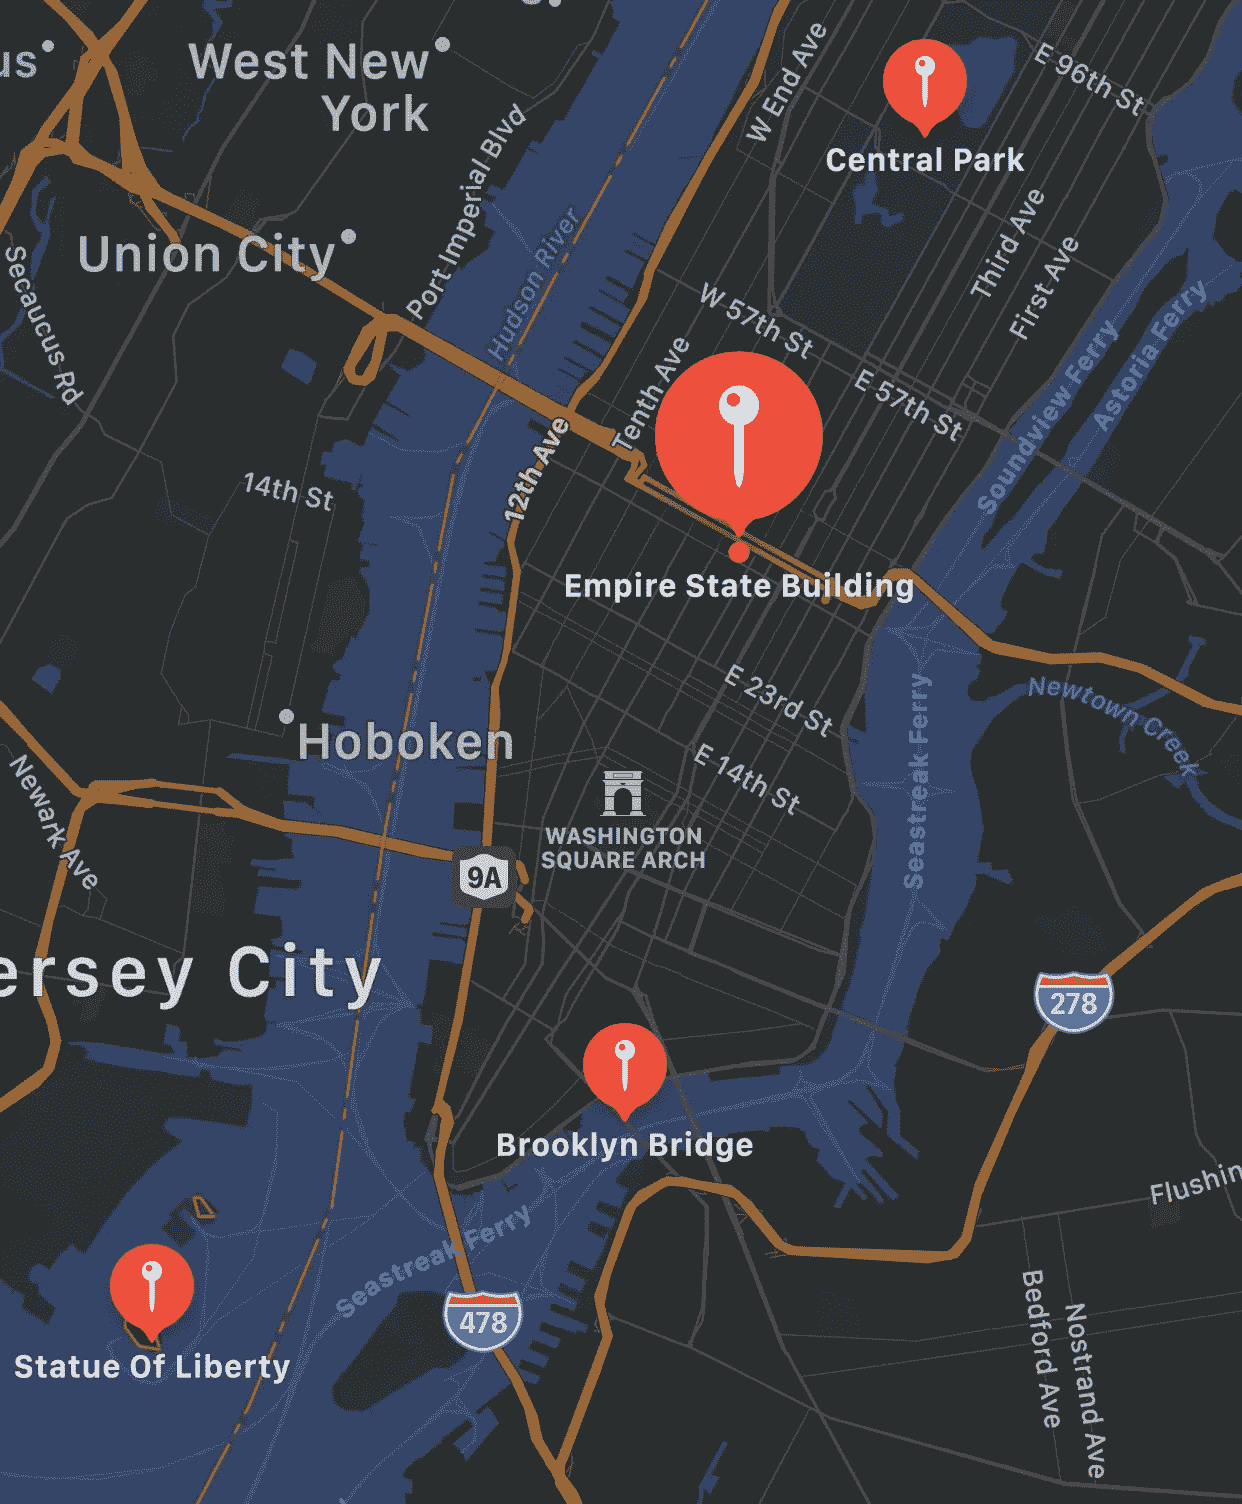 us
West New
York
W End Ave
E 96th St
Central Park
Port Imperial Blvd
Union City
Hudson River
Third Ave
First Ave
Secaucus Rd
W 57th St
Tenth Ave
E 57th St
Soundview Ferry
Astoria Ferry
12th Ave
14th St
Empire State Building
E 23rd St
Seastreak Ferry
Newtown Creek
Hoboken
E 14th St
Newark Ave
WASHINGTON
SQUARE ARCH
9A
ersey City
278
Brooklyn Bridge
Flushin
Seastreak Ferry
478
Statue Of Liberty
Bedford Ave
Nostrand Ave